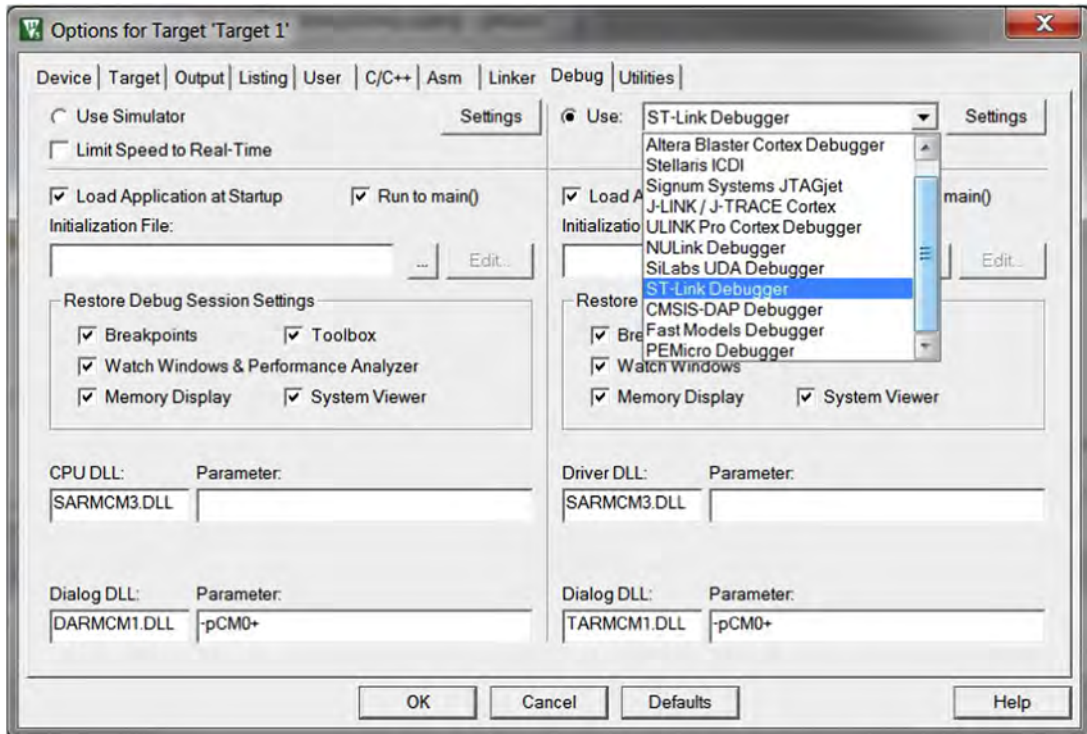 Options for Target 'Target 1'
Device Target Output Listing User C/C++ Asm Linker Debug Utilities
Use Simulator Settings
Limit Speed to Real-Time
Load Application at Startup Run to main()
Initialization File:
... Edit...
Restore Debug Session Settings
Breakpoints Toolbox
Watch Windows & Performance Analyzer
Memory Display System Viewer
CPU DLL: Parameter:
SARMCM3.DLL
Dialog DLL: Parameter:
DARMCM1.DLL -pCM0+
Use: ST-Link Debugger Settings
Altera Blaster Cortex Debugger
Stellaris ICDI
Signum Systems JTAGjet
J-LINK / J-TRACE Cortex
ULINK Pro Cortex Debugger
NULink Debugger
SiLabs UDA Debugger
ST-Link Debugger
CMSIS-DAP Debugger
Fast Models Debugger
PEMicro Debugger
Load A main()
Initializatio
Edit...
Restore
Bre
Watch Windows
Memory Display System Viewer
Driver DLL: Parameter:
SARMCM3.DLL
Dialog DLL: Parameter:
TARMCM1.DLL -pCM0+
OK Cancel Defaults Help